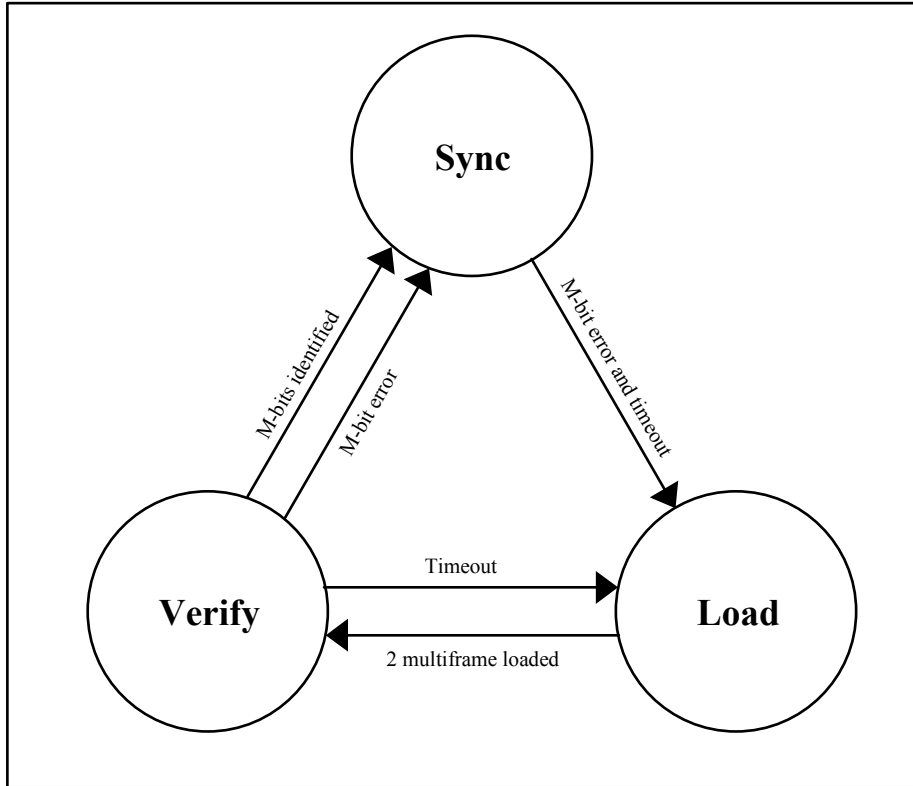 Sync
M-bits identified
M-bit error
M-bit error and timeout
Timeout
Verify
Load
2 multiframe loaded